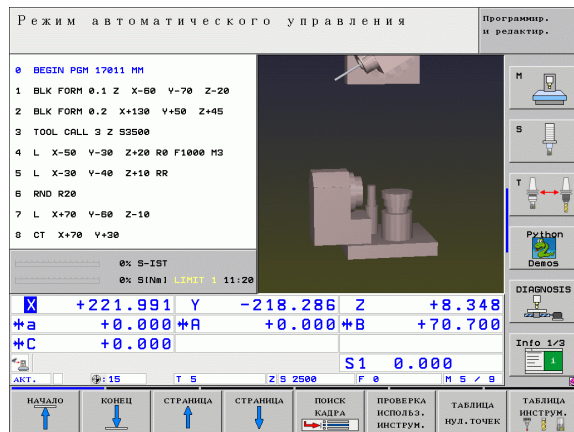 Режим автоматического управления
Программир.
и редактир.
0 BEGIN PGM 17011 MM
1 BLK FORM 0.1 Z X-60 Y-70 Z-20
2 BLK FORM 0.2 X+130 Y+50 Z+45
3 TOOL CALL 3 Z S3500
4 L X-50 Y-30 Z+20 R0 F1000 M3
5 L X-30 Y-40 Z+10 RR
6 RND R20
7 L X+70 Y-60 Z-10
8 CT X+70 Y+30
0% S-IST
0% S[Nm] LIMIT 1 11:20
X +221.991 Y -218.286 Z +8.348
a +0.000 A +0.000 B +70.700
C +0.000
S1 0.000
АКТ. : 15 T 5 Z S 2500 F 0 M 5 / 9
M
S
T
Python
Demos
DIAGNOSIS
Info 1/3
i
НАЧАЛО
КОНЕЦ
СТРАНИЦА
СТРАНИЦА
ПОИСК
КАДРА
ПРОВЕРКА
ИСПОЛЬЗ.
ИНСТРУМ.
ТАБЛИЦА
НУЛ.ТОЧЕК
ТАБЛИЦА
ИНСТРУМ.